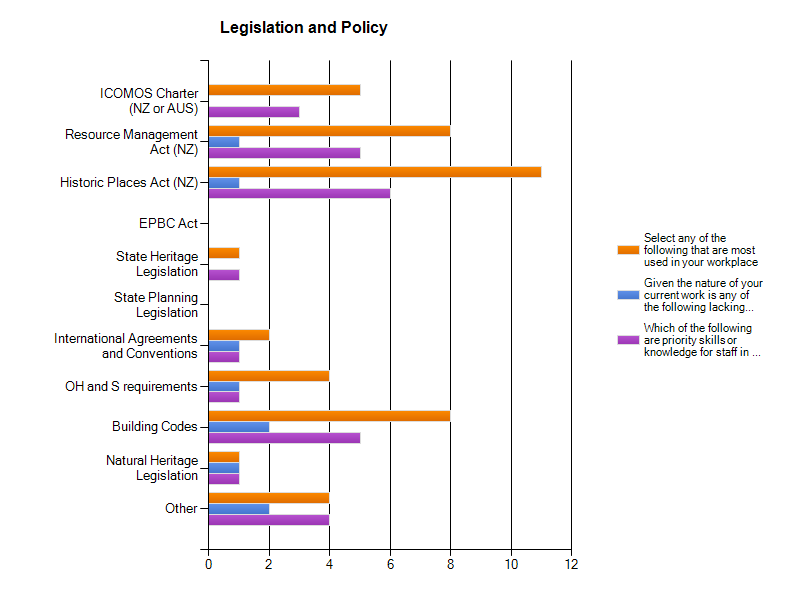 Legislation and Policy
ICOMOS Charter
(NZ or AUS)
Resource Management
Act (NZ)
Historic Places Act (NZ)
EPBC Act
State Heritage
Legislation
State Planning
Legislation
International Agreements
and Conventions
OH and S requirements
Building Codes
Natural Heritage
Legislation
Other
0 2 4 6 8 10 12
Select any of the
following that are most
used in your workplace
Given the nature of your
current work is any of
the following lacking...
Which of the following
are priority skills or
knowledge for staff in ...